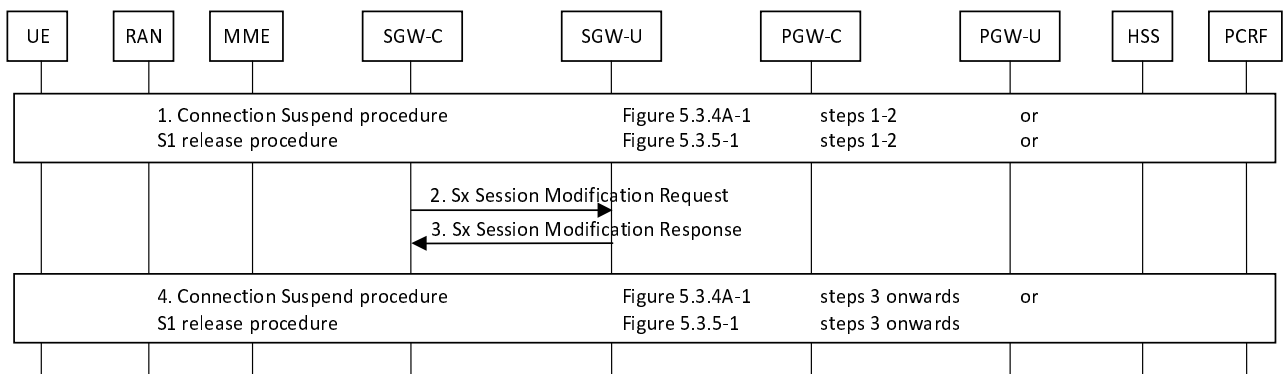 UE RAN MME SGW-C SGW-U PGW-C PGW-U HSS PCRF
1. Connection Suspend procedure Figure 5.3.4A-1 steps 1-2 or
S1 release procedure Figure 5.3.5-1 steps 1-2 or
2. Sx Session Modification Request
3. Sx Session Modification Response
4. Connection Suspend procedure Figure 5.3.4A-1 steps 3 onwards or
S1 release procedure Figure 5.3.5-1 steps 3 onwards